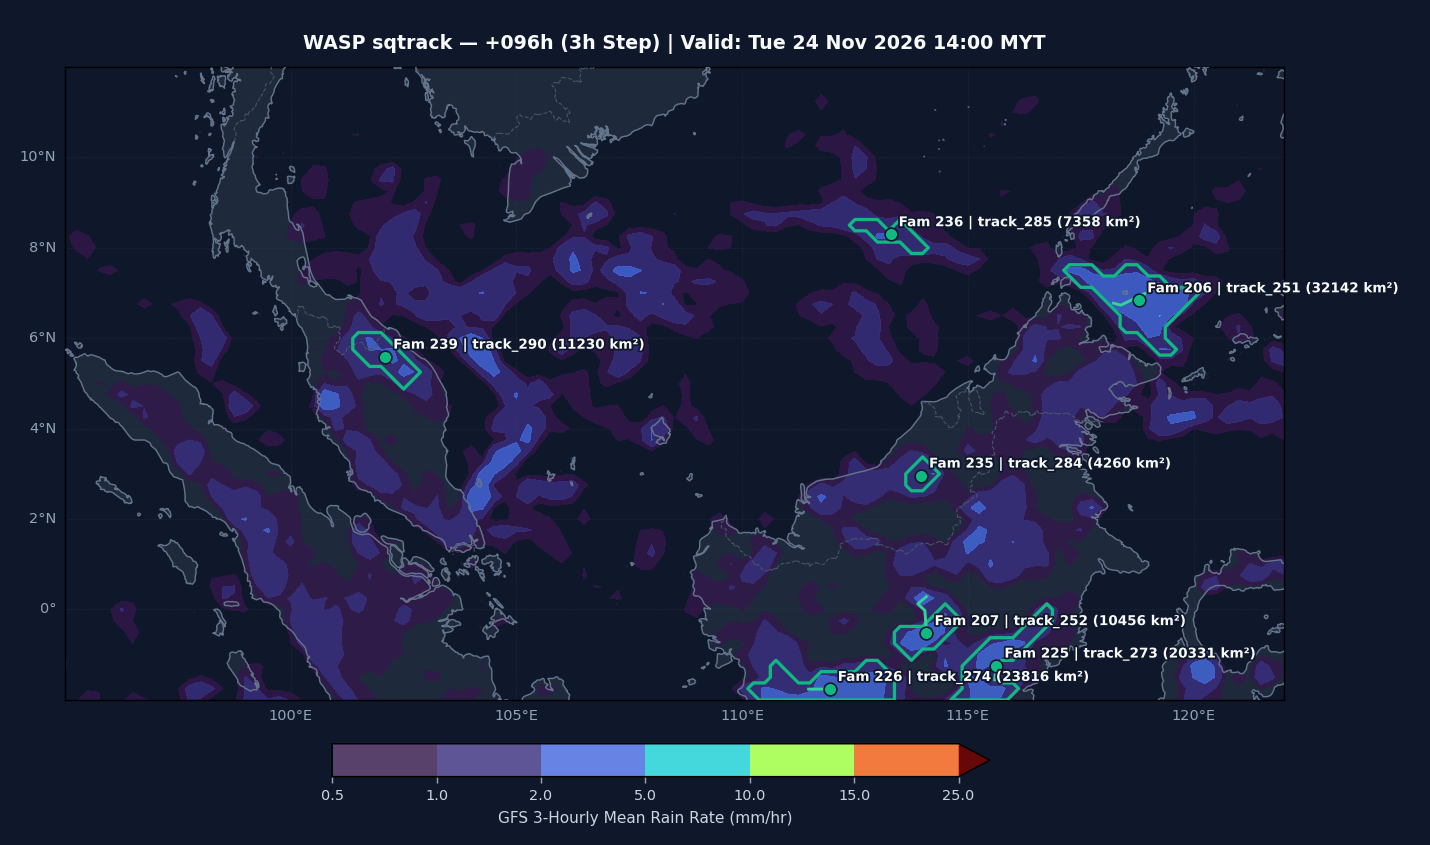 WASP sqtrack — +096h (3h Step) | Valid: Tue 24 Nov 2026 14:00 MYT
10°N
8°N
6°N
4°N
2°N
0°
Fam 236 | track_285 (7358 km²)
Fam 206 | track_251 (32142 km²)
Fam 239 | track_290 (11230 km²)
Fam 235 | track_284 (4260 km²)
Fam 207 | track_252 (10456 km²)
Fam 225 | track_273 (20331 km²)
Fam 226 | track_274 (23816 km²)
100°E 105°E 110°E 115°E 120°E
0.5 1.0 2.0 5.0 10.0 15.0 25.0
GFS 3-Hourly Mean Rain Rate (mm/hr)